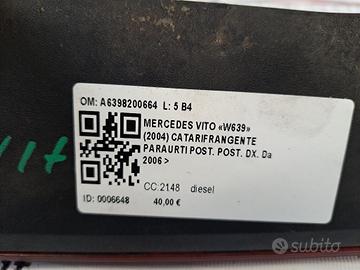 OM: A6398200664 L: 5 B4
MERCEDES VITO «W639»
(2004) CATARIFRANGENTE
PARAURTI POST. POST. DX. Da
2006 >
CC:2148 diesel
ID: 0006648 40,00 €
subito